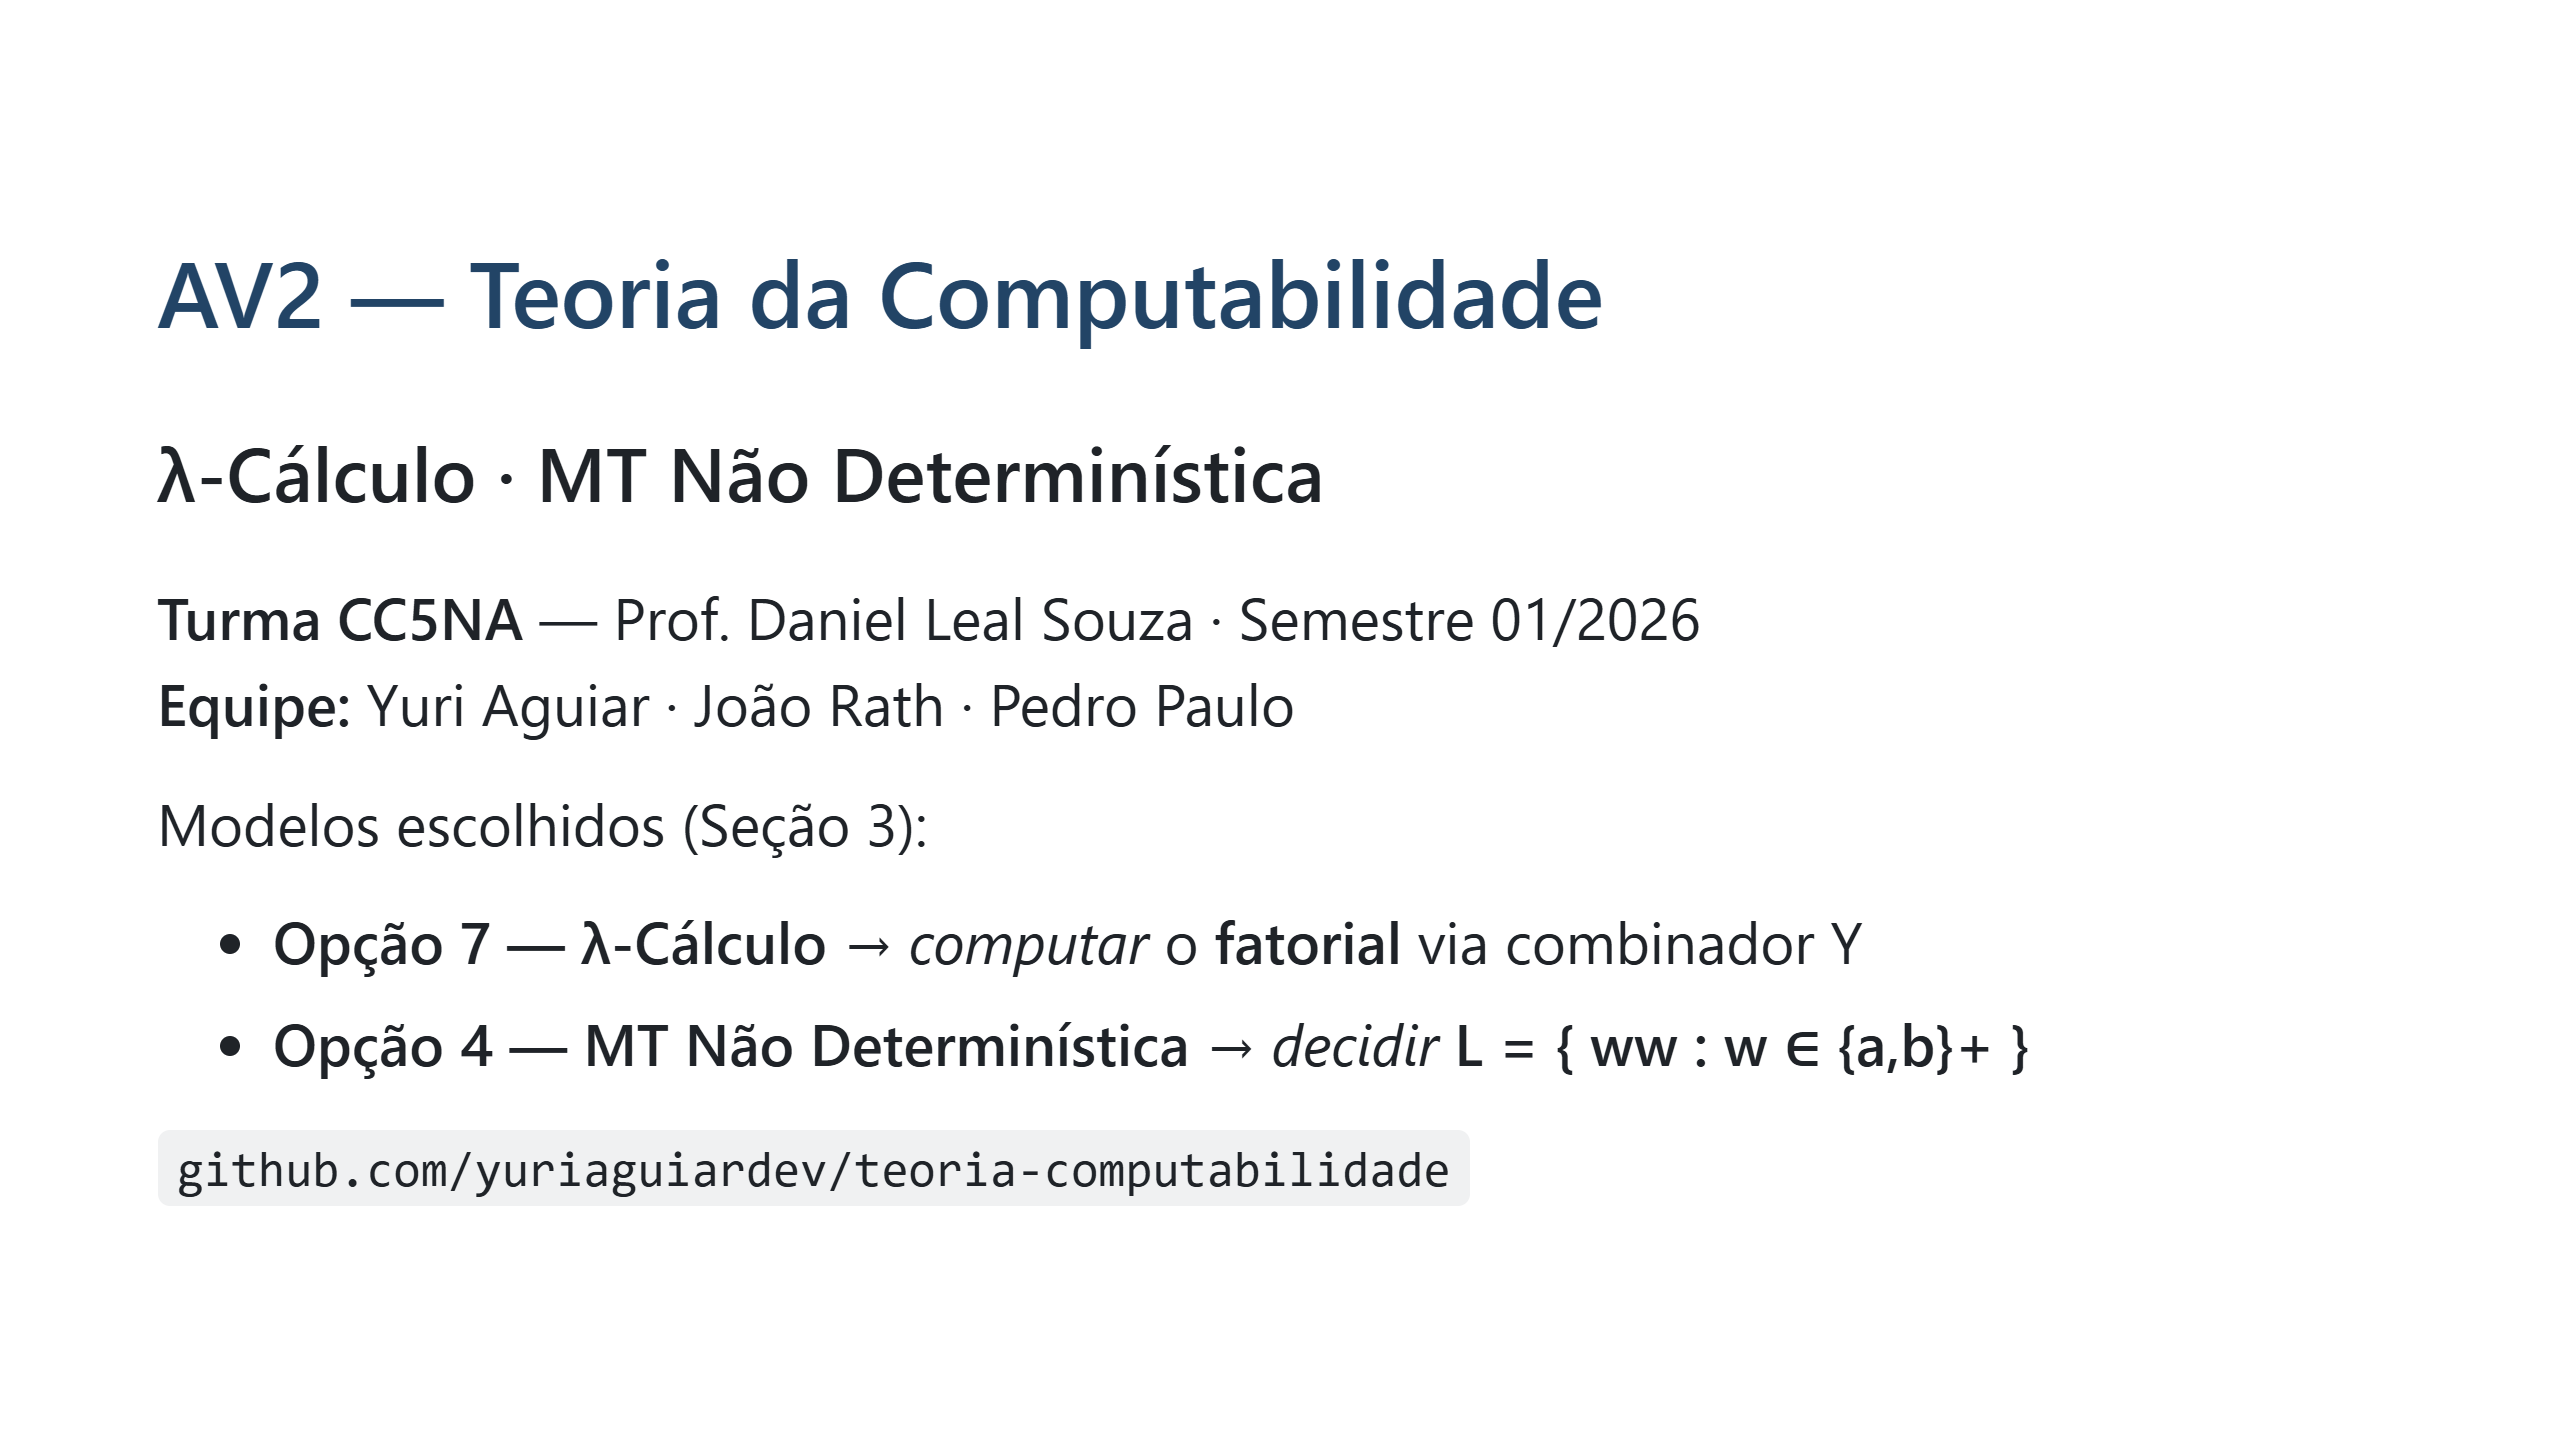 AV2 — Teoria da Computabilidade
λ-Cálculo · MT Não Determinística
Turma CC5NA — Prof. Daniel Leal Souza · Semestre 01/2026
Equipe: Yuri Aguiar · João Rath · Pedro Paulo
Modelos escolhidos (Seção 3):
• Opção 7 — λ-Cálculo → computar o fatorial via combinador Y
• Opção 4 — MT Não Determinística → decidir L = { ww : w ∈ {a,b}+ }
github.com/yuriaguiardev/teoria-computabilidade